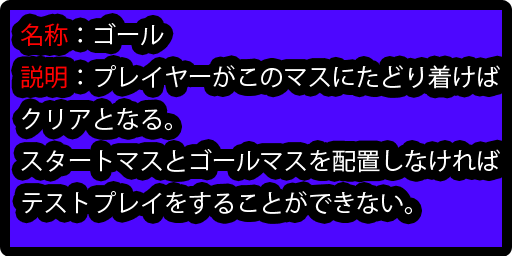 名称：ゴール
説明：プレイヤーがこのマスにたどり着けば
クリアとなる。
スタートマスとゴールマスを配置しなければ
テストプレイをすることができない。